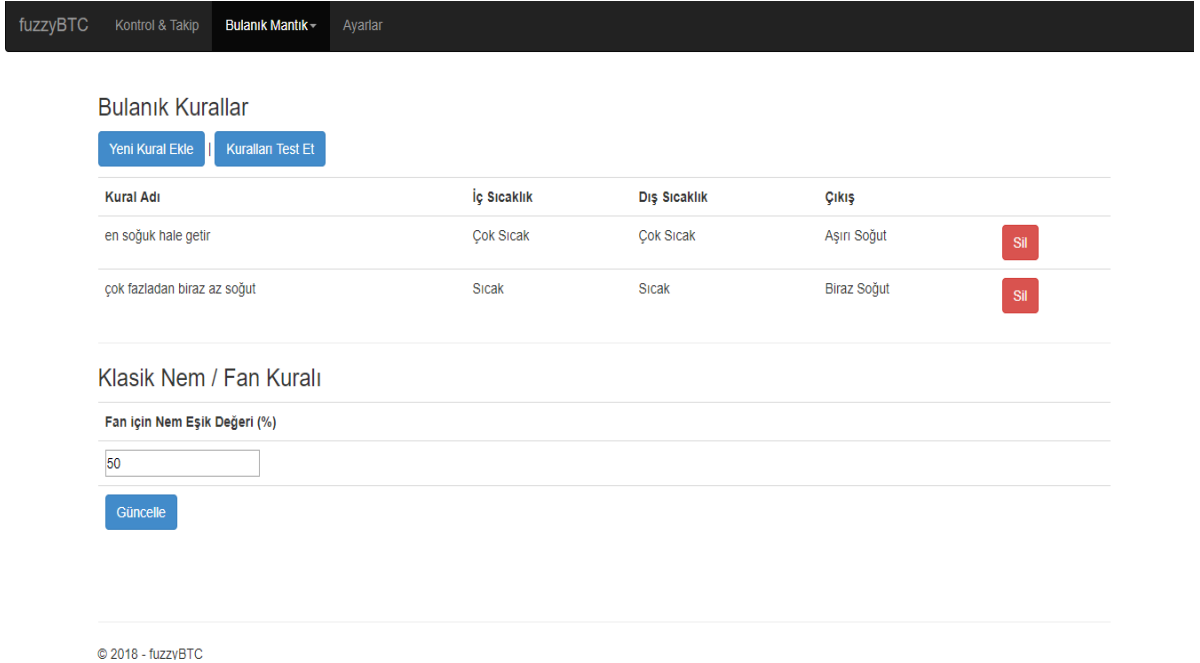 fuzzyBTC Kontrol & Takip Bulanık Mantık Ayarlar
Bulanık Kurallar
Yeni Kural Ekle | Kuralları Test Et
Kural Adı İç Sıcaklık Dış Sıcaklık Çıkış
en soğuk hale getir Çok Sıcak Çok Sıcak Aşırı Soğut Sil
çok fazladan biraz az soğut Sıcak Sıcak Biraz Soğut Sil
Klasik Nem / Fan Kuralı
Fan için Nem Eşik Değeri (%)
50
Güncelle
© 2018 - fuzzyBTC